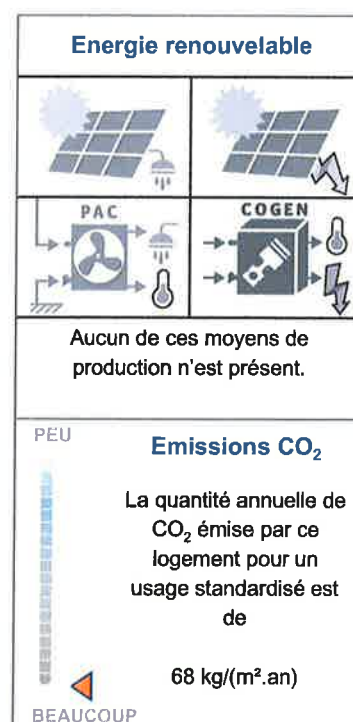 Energie renouvelable
PAC
COGEN
Aucun de ces moyens de
production n'est présent.
PEU
Emissions CO₂
La quantité annuelle de
CO₂ émise par ce
logement pour un
usage standardisé est
de
68 kg/(m².an)
BEAUCOUP